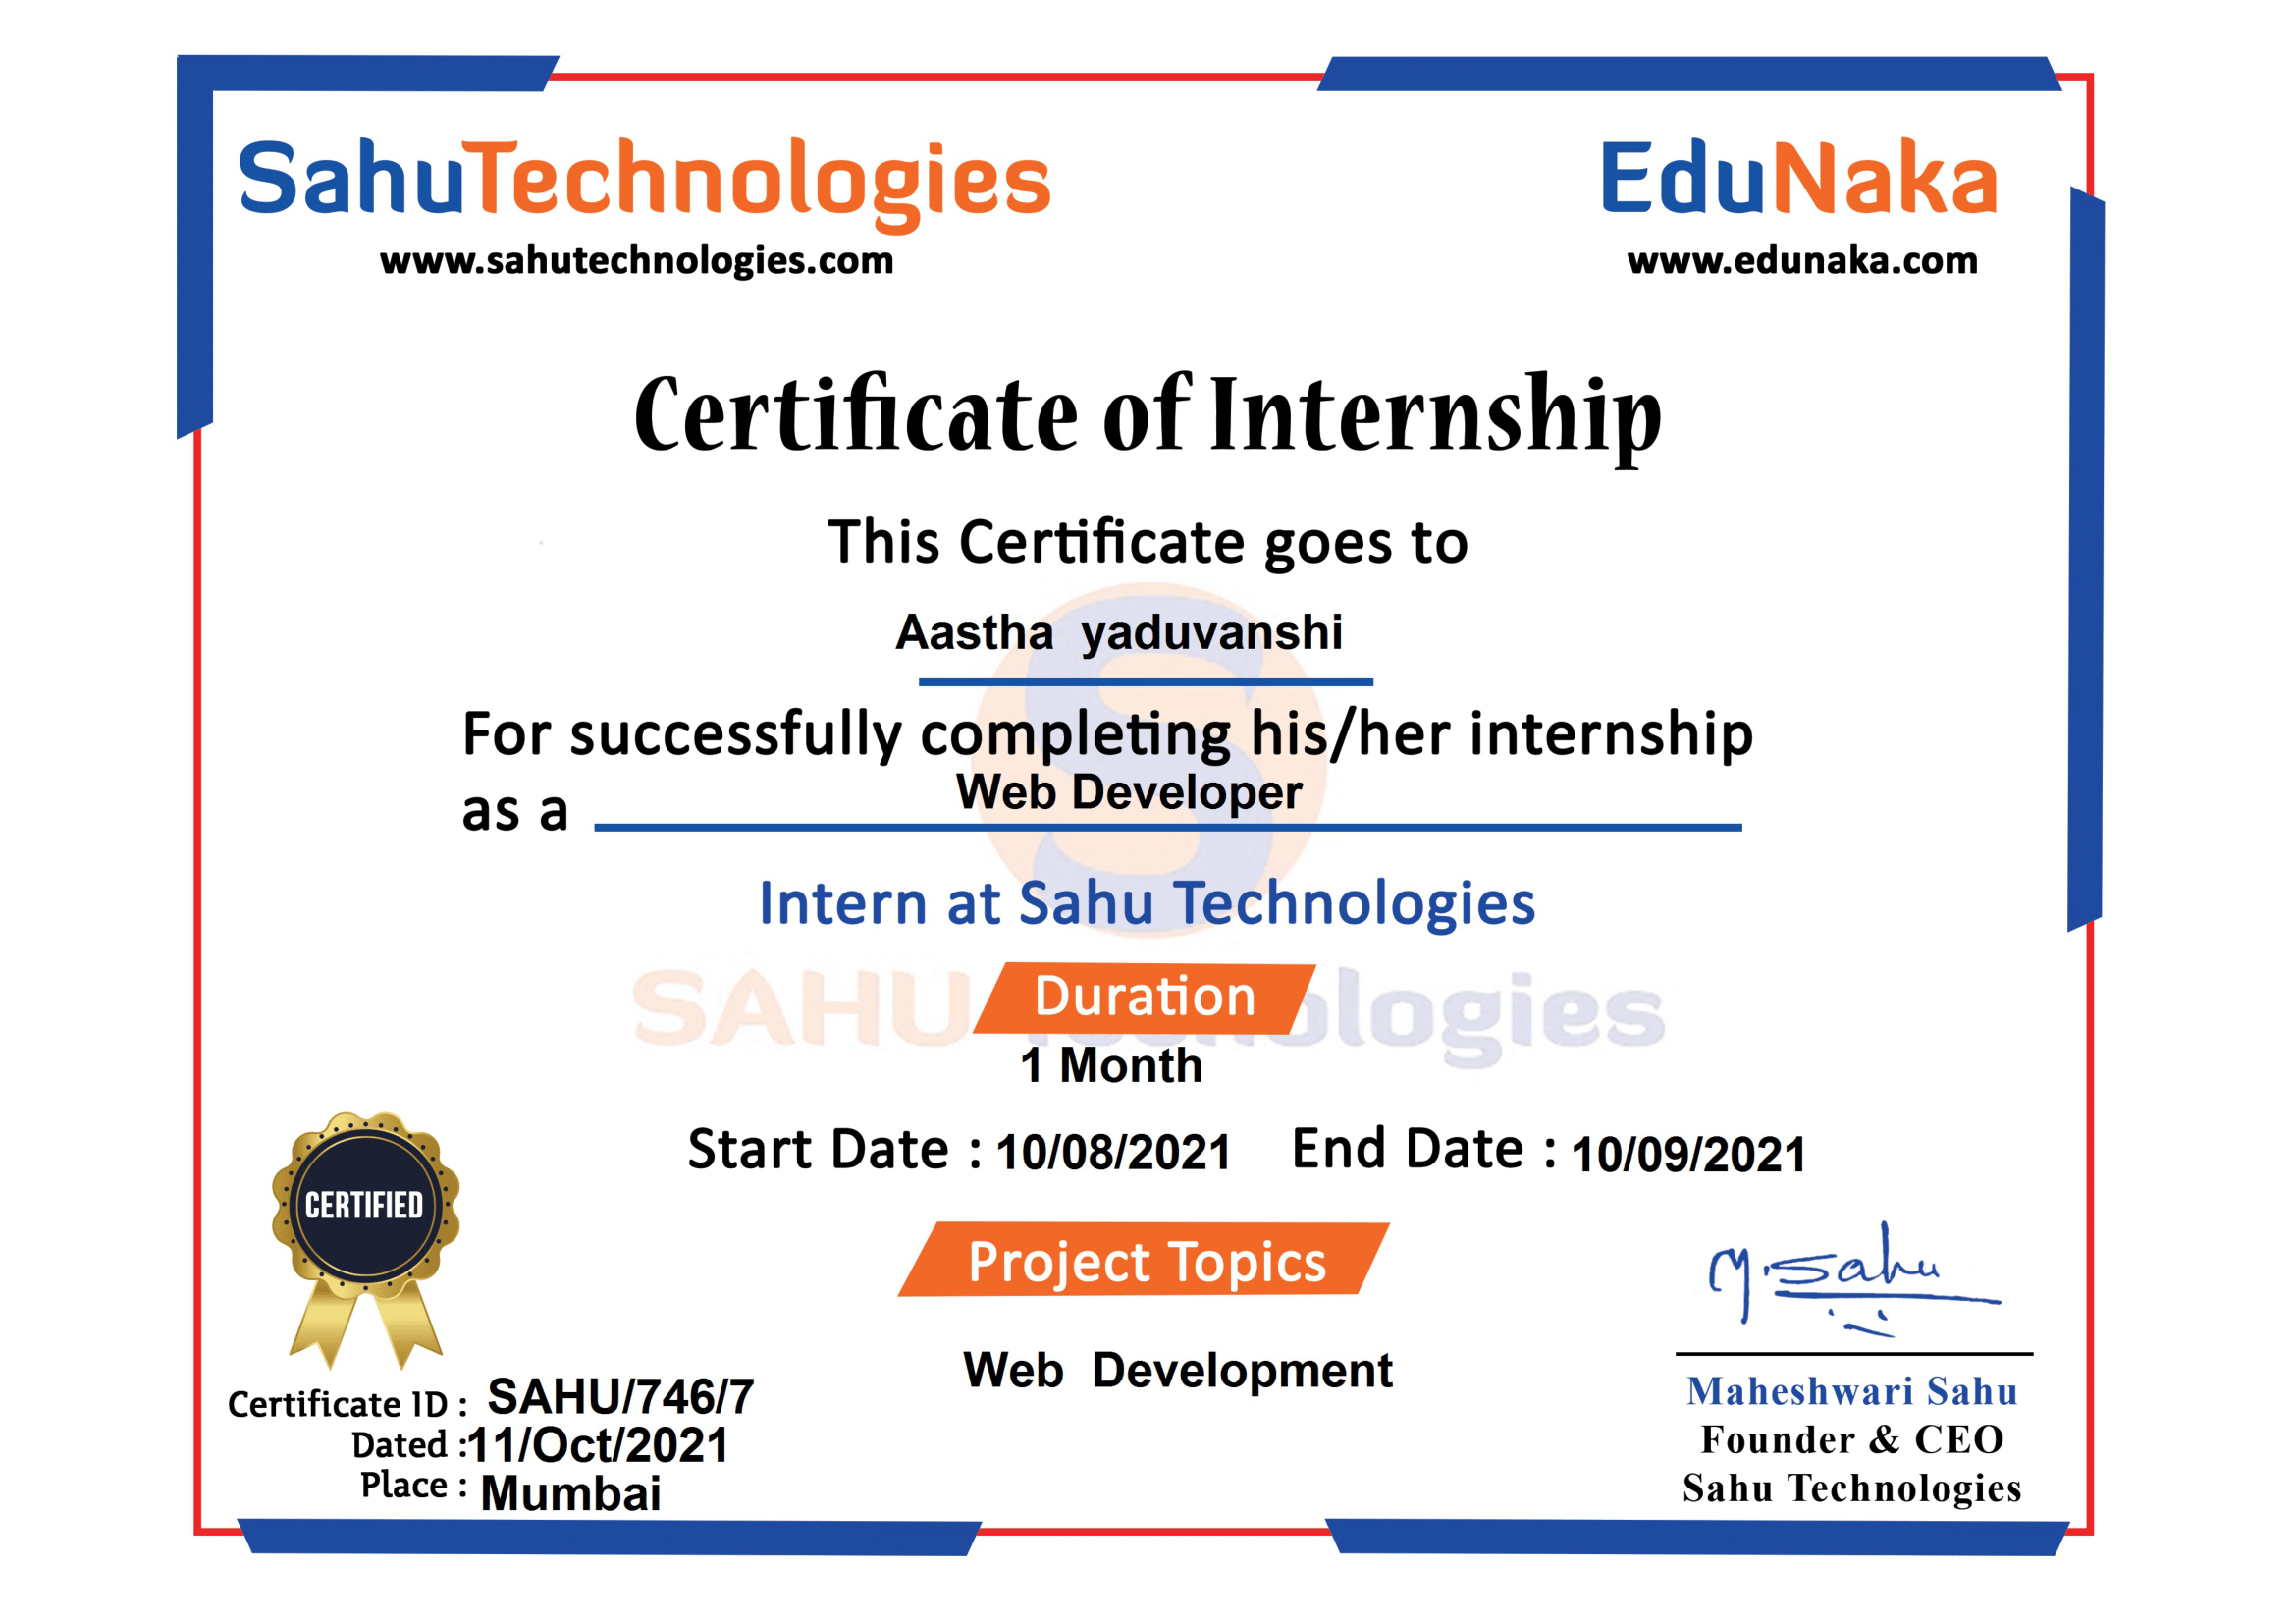 SahuTechnologies
www.sahutechnologies.com
EduNaka
www.edunaka.com
Certificate of Internship
This Certificate goes to
Aastha yaduvanshi
For successfully completing his/her internship
as a Web Developer
Intern at Sahu Technologies
SAHU Technologies
Duration
1 Month
Start Date : 10/08/2021 End Date : 10/09/2021
CERTIFIED
Project Topics
Web Development
M.Sahu
Certificate ID : SAHU/746/7
Dated :11/Oct/2021
Place : Mumbai
Maheshwari Sahu
Founder & CEO
Sahu Technologies